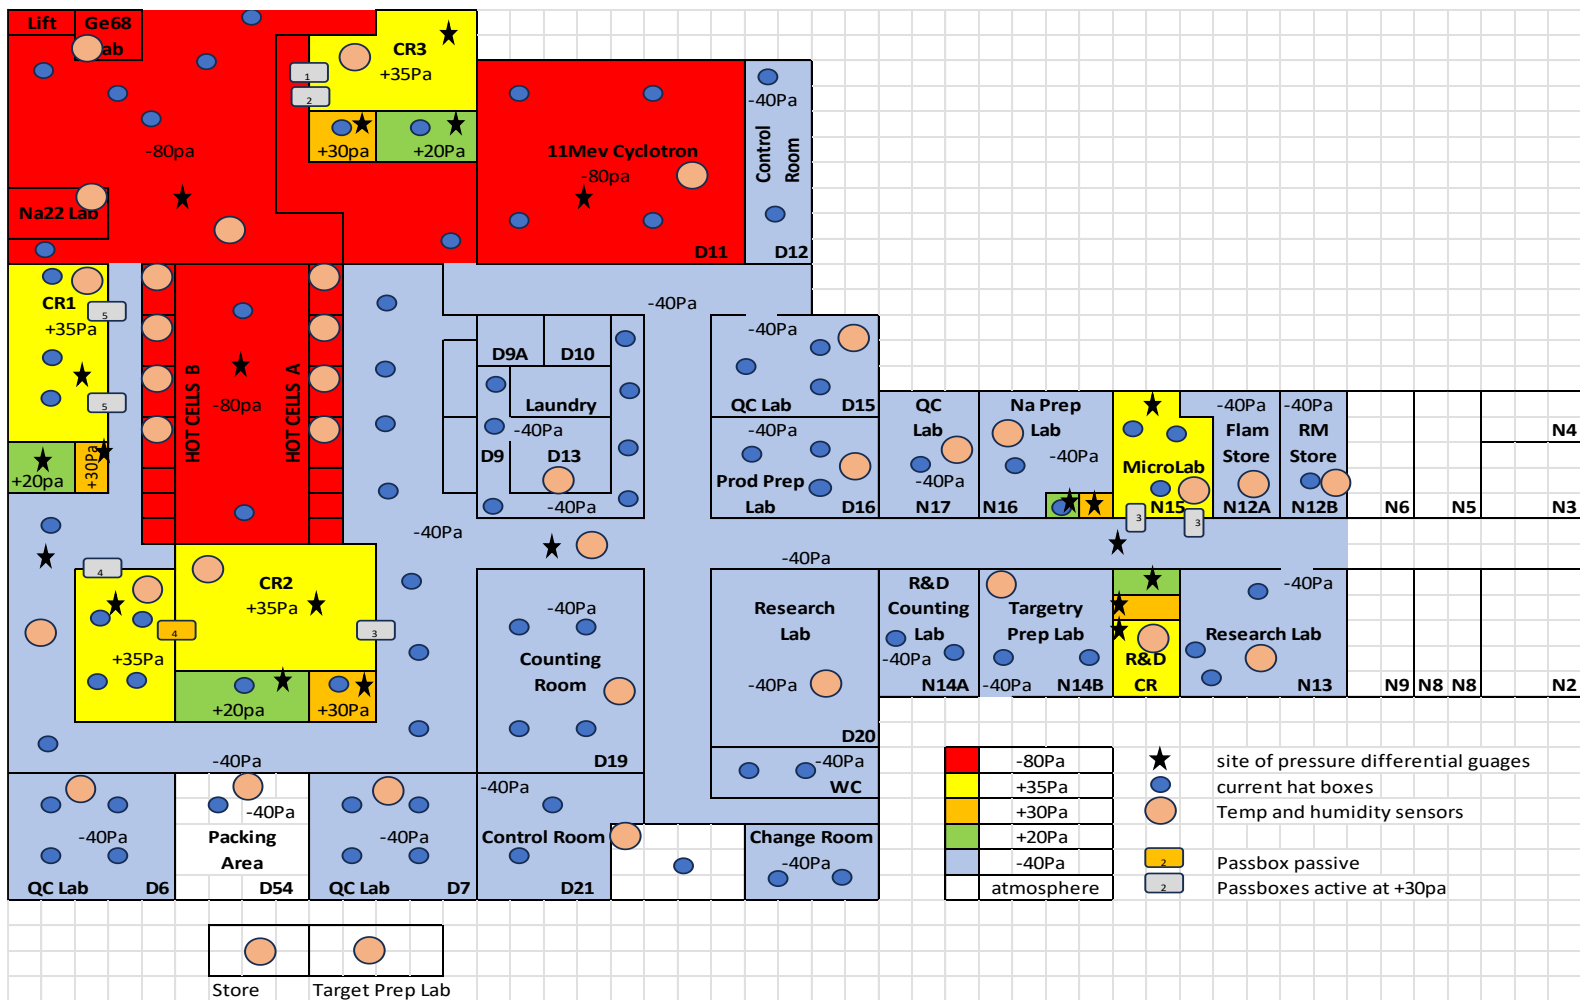 Lift
Ge68
ab
CR3
+35Pa
1
2
-40Pa
+30pa
+20Pa
-80pa
11Mev Cyclotron
-80pa
Control
Room
Na22 Lab
D11
D12
CR1
+35Pa
5
-40Pa
-40Pa
D9A
D10
HOT CELLS B
HOT CELLS A
-80pa
5
Laundry
-40Pa
QC Lab
D15
QC
Lab
Na Prep
Lab
-40Pa
Flam
Store
-40Pa
RM
Store
N4
+20pa
+30Pa
D9
D13
-40Pa
-40Pa
Prod Prep
Lab
D16
-40Pa
N17
-40Pa
N16
MicroLab
N15
N12A
N12B
N6
N5
N3
-40Pa
3
3
-40Pa
4
CR2
+35Pa
+35Pa
4
3
-40Pa
Counting
Room
Research
Lab
R&D
Counting
Lab
-40Pa
N14A
Targetry
Prep Lab
-40Pa
N14B
R&D
CR
-40Pa
Research Lab
N13
N9
N8
N8
N2
+20pa
+30Pa
-40Pa
D20
-40Pa
D19
-40Pa
WC
-80Pa
+35Pa
+30Pa
+20Pa
-40Pa
atmosphere
site of pressure differential guages
current hat boxes
Temp and humidity sensors
2
Passbox passive
2
Passboxes active at +30pa
-40Pa
QC Lab
D6
-40Pa
Packing
Area
D54
-40Pa
QC Lab
D7
-40Pa
Control Room
D21
Change Room
-40Pa
Store
Target Prep Lab